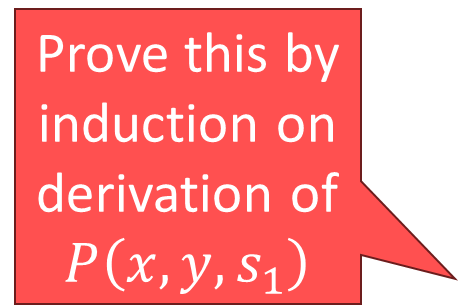 Prove this by
induction on
derivation of
𝑃(𝑥, 𝑦, 𝑠₁)